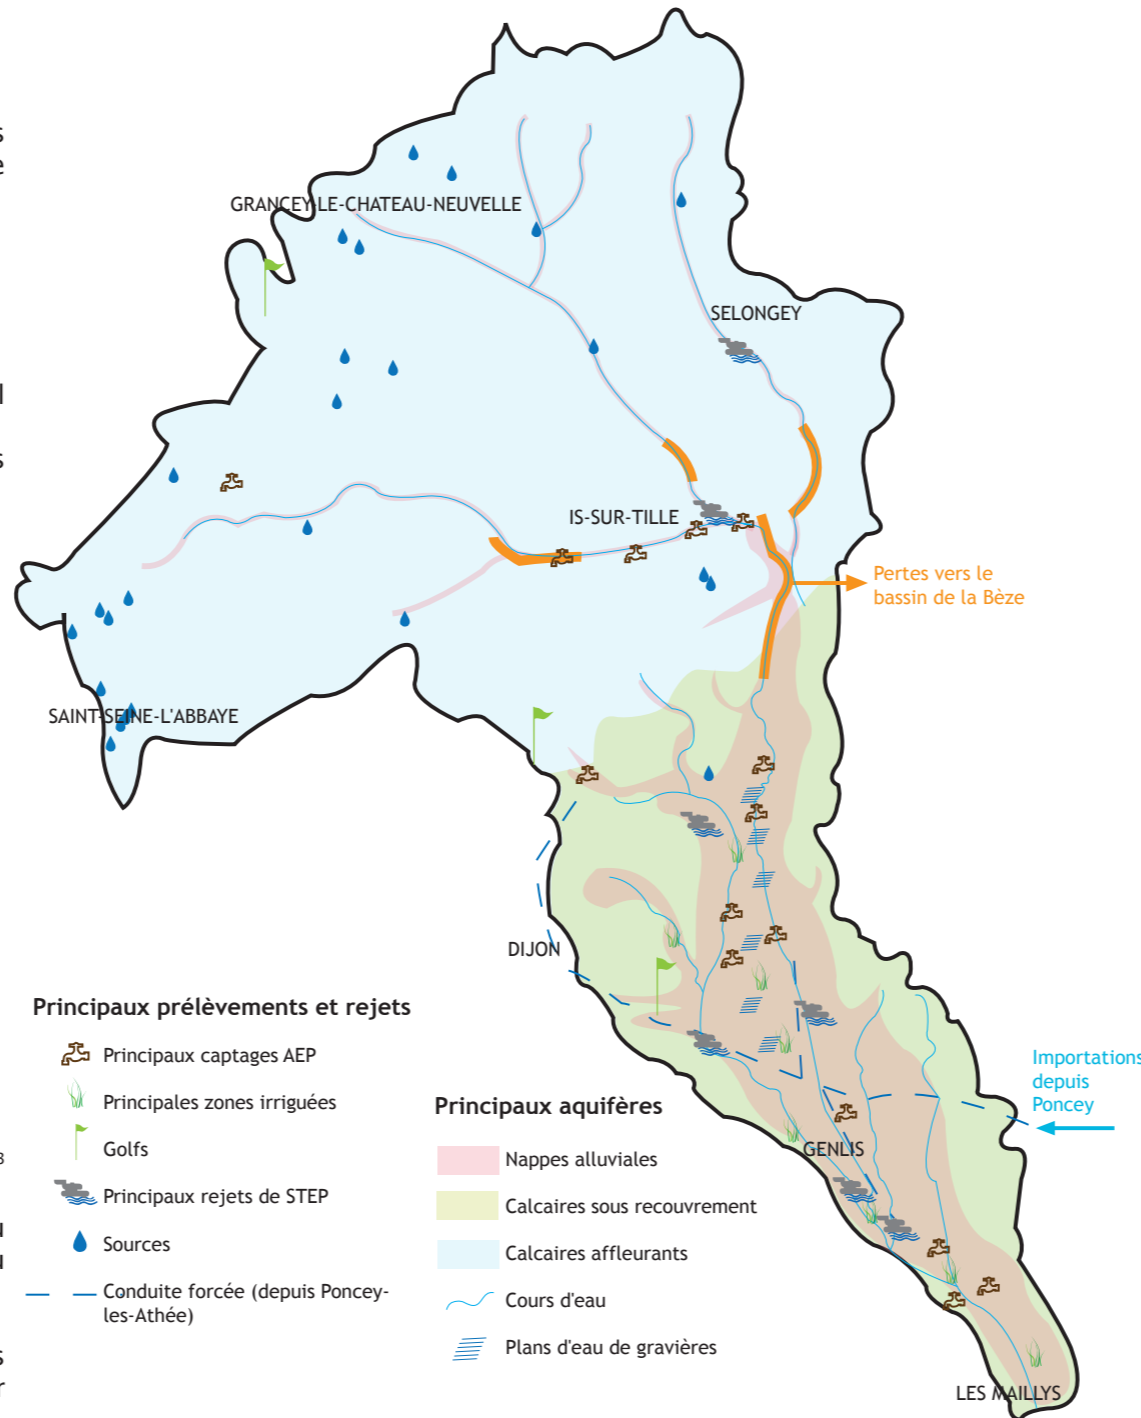 s
e
l
s
3
u
u
s
r
GRANCEY-LE-CHATEAU-NEUVELLE
SELONGEY
IS-SUR-TILLE
Pertes vers le
bassin de la Bèze
SAINT-SEINE-L'ABBAYE
DIJON
Importations
depuis
Poncey
GENLIS
LES MAILLYS
Principaux prélèvements et rejets
Principaux captages AEP
Principales zones irriguées
Golfs
Principaux rejets de STEP
Sources
Conduite forcée (depuis Poncey-
les-Athée)
Principaux aquifères
Nappes alluviales
Calcaires sous recouvrement
Calcaires affleurants
Cours d'eau
Plans d'eau de gravières